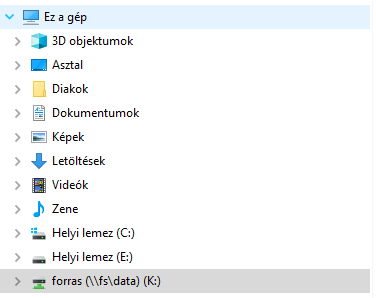 Ez a gép
3D objektumok
Asztal
Diakok
Dokumentumok
Képek
Letöltések
Videók
Zene
Helyi lemez (C:)
Helyi lemez (E:)
forras (\\fs\data) (K:)